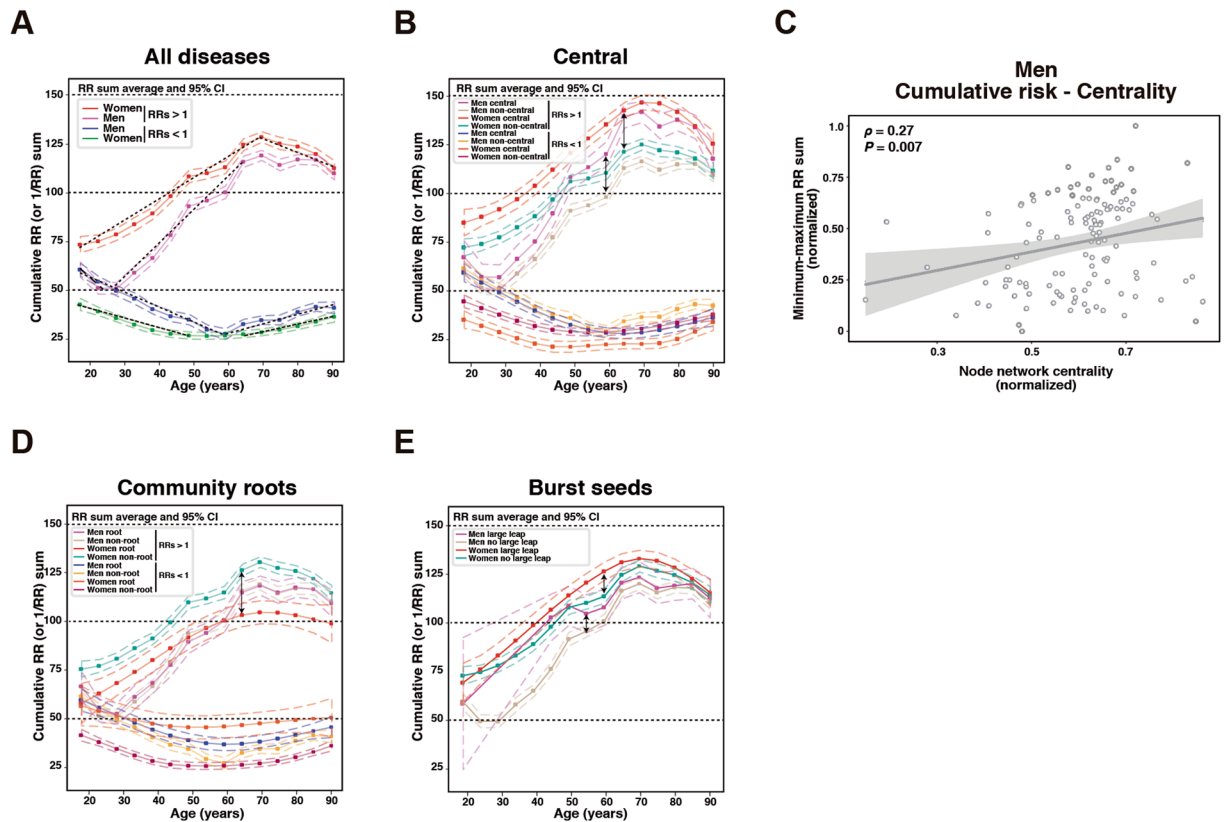 A
All diseases
RR sum average and 95% CI
Women
Men
RRs > 1
Men
Women
RRs < 1
Cumulative RR (or 1/RR) sum
150
125
100
75
50
25
20 30 40 50 60 70 80 90
Age (years)
B
Central
RR sum average and 95% CI
Men central
Men non-central
Women central
Women non-central
RRs > 1
Men central
Men non-central
Women central
Women non-central
RRs < 1
Cumulative RR (or 1/RR) sum
150
125
100
75
50
25
20 30 40 50 60 70 80 90
Age (years)
C
Men
Cumulative risk - Centrality
ρ = 0.27
P = 0.007
Minimum-maximum RR sum
(normalized)
1.0
0.75
0.50
0.25
0
0.3 0.5 0.7
Node network centrality
(normalized)
D
Community roots
RR sum average and 95% CI
Men root
Men non-root
Women root
Women non-root
RRs > 1
Men root
Men non-root
Women root
Women non-root
RRs < 1
Cumulative RR (or 1/RR) sum
150
125
100
75
50
25
20 30 40 50 60 70 80 90
Age (years)
E
Burst seeds
RR sum average and 95% CI
Men large leap
Men no large leap
Women large leap
Women no large leap
Cumulative RR (or 1/RR) sum
150
125
100
75
50
25
20 30 40 50 60 70 80 90
Age (years)